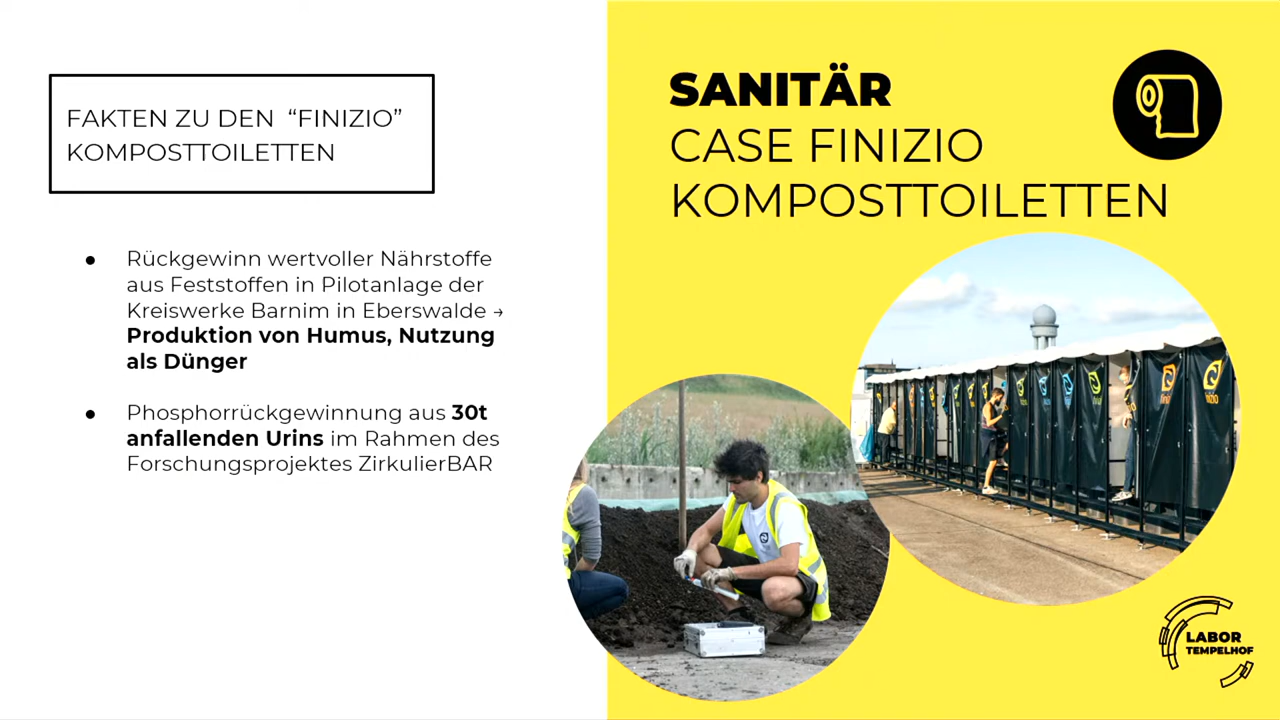 FAKTEN ZU DEN “FINIZIO”
KOMPOSTTOILETTEN
● Rückgewinn wertvoller Nährstoffe
aus Feststoffen in Pilotanlage der
Kreiswerke Barnim in Eberswalde →
Produktion von Humus, Nutzung
als Dünger
● Phosphorrückgewinnung aus 30t
anfallenden Urins im Rahmen des
Forschungsprojektes ZirkulierBAR
SANITÄR
CASE FINIZIO
KOMPOSTTOILETTEN
finizio
LABOR
TEMPELHOF